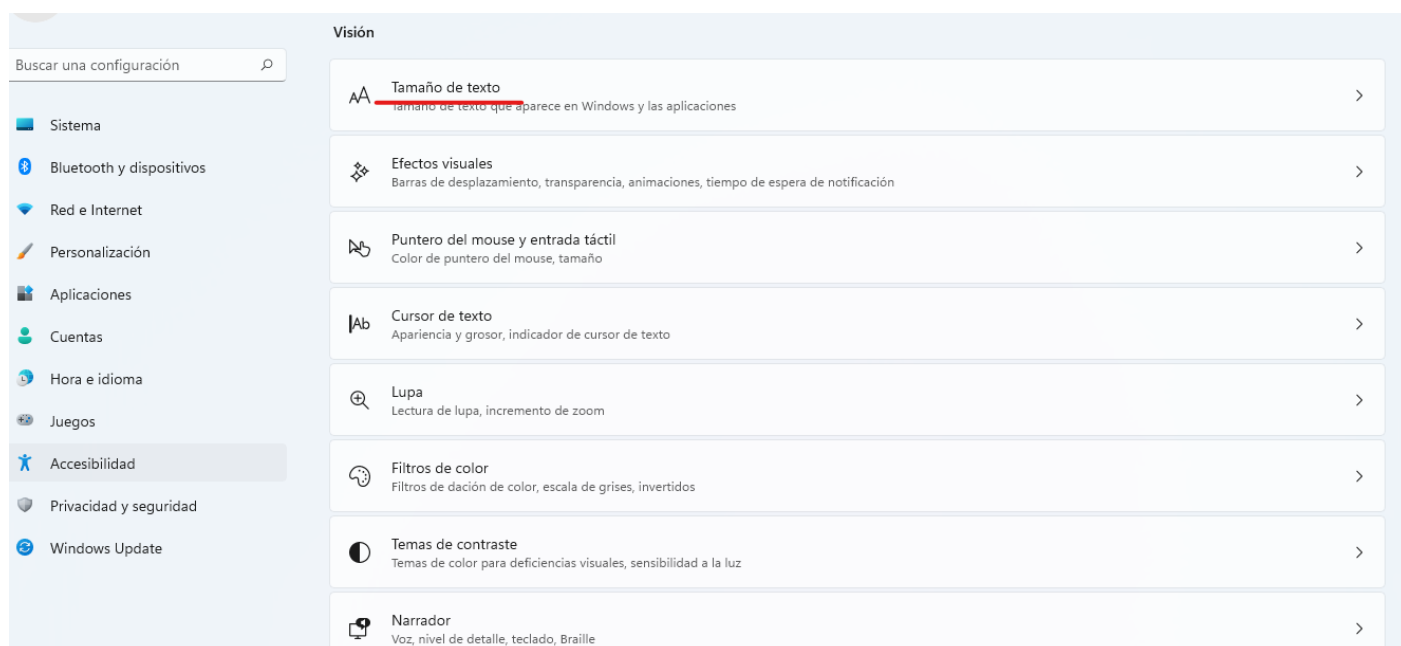 Buscar una configuración
Sistema
Bluetooth y dispositivos
Red e Internet
Personalización
Aplicaciones
Cuentas
Hora e idioma
Juegos
Accesibilidad
Privacidad y seguridad
Windows Update
Visión
Tamaño de texto
Tamaño de texto que aparece en Windows y las aplicaciones
Efectos visuales
Barras de desplazamiento, transparencia, animaciones, tiempo de espera de notificación
Puntero del mouse y entrada táctil
Color de puntero del mouse, tamaño
Cursor de texto
Apariencia y grosor, indicador de cursor de texto
Lupa
Lectura de lupa, incremento de zoom
Filtros de color
Filtros de dación de color, escala de grises, invertidos
Temas de contraste
Temas de color para deficiencias visuales, sensibilidad a la luz
Narrador
Voz, nivel de detalle, teclado, Braille